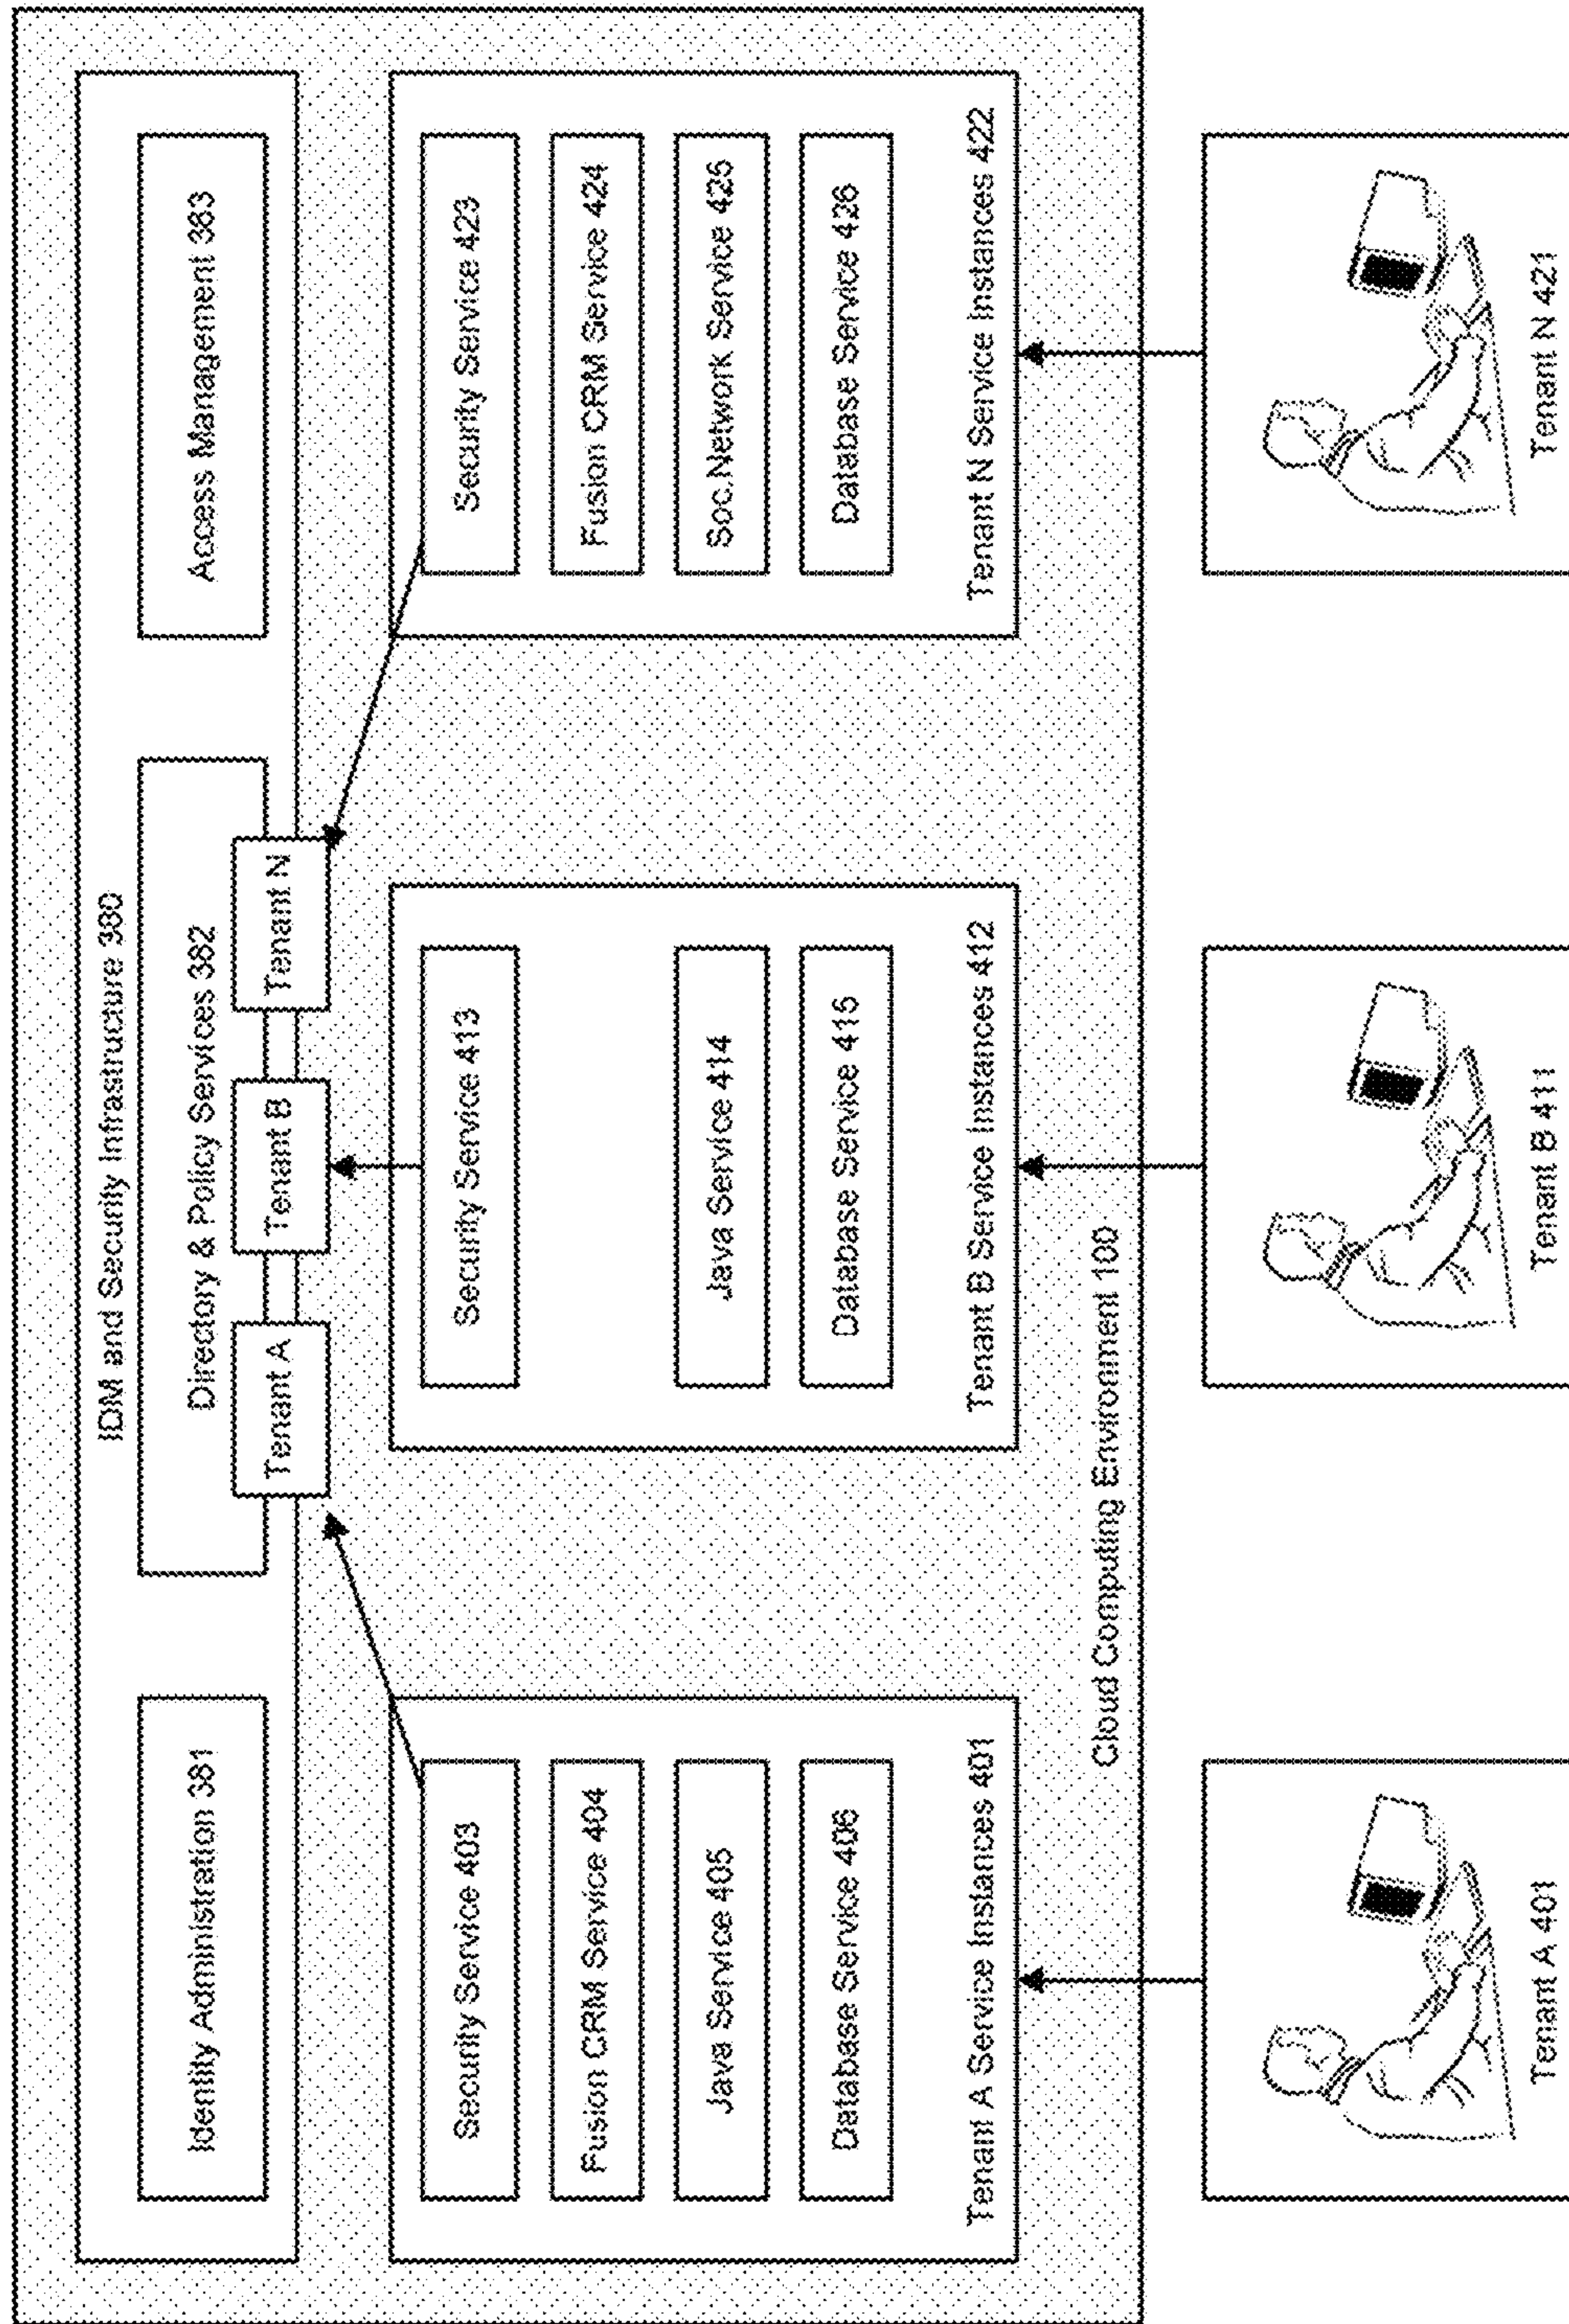 IDM and Security Infrastructure 380
Identity Administration 381
Directory & Policy Services 382
Access Management 383
Tenant A
Tenant B
Tenant N
Security Service 403
Fusion CRM Service 404
Java Service 405
Database Service 406
Tenant A Service Instances 401
Security Service 413
Java Service 414
Database Service 415
Tenant B Service Instances 412
Security Service 423
Fusion CRM Service 424
Soc.Network Service 425
Database Service 426
Tenant N Service Instances 422
Cloud Computing Environment 100
Tenant A 401
Tenant B 411
Tenant N 421